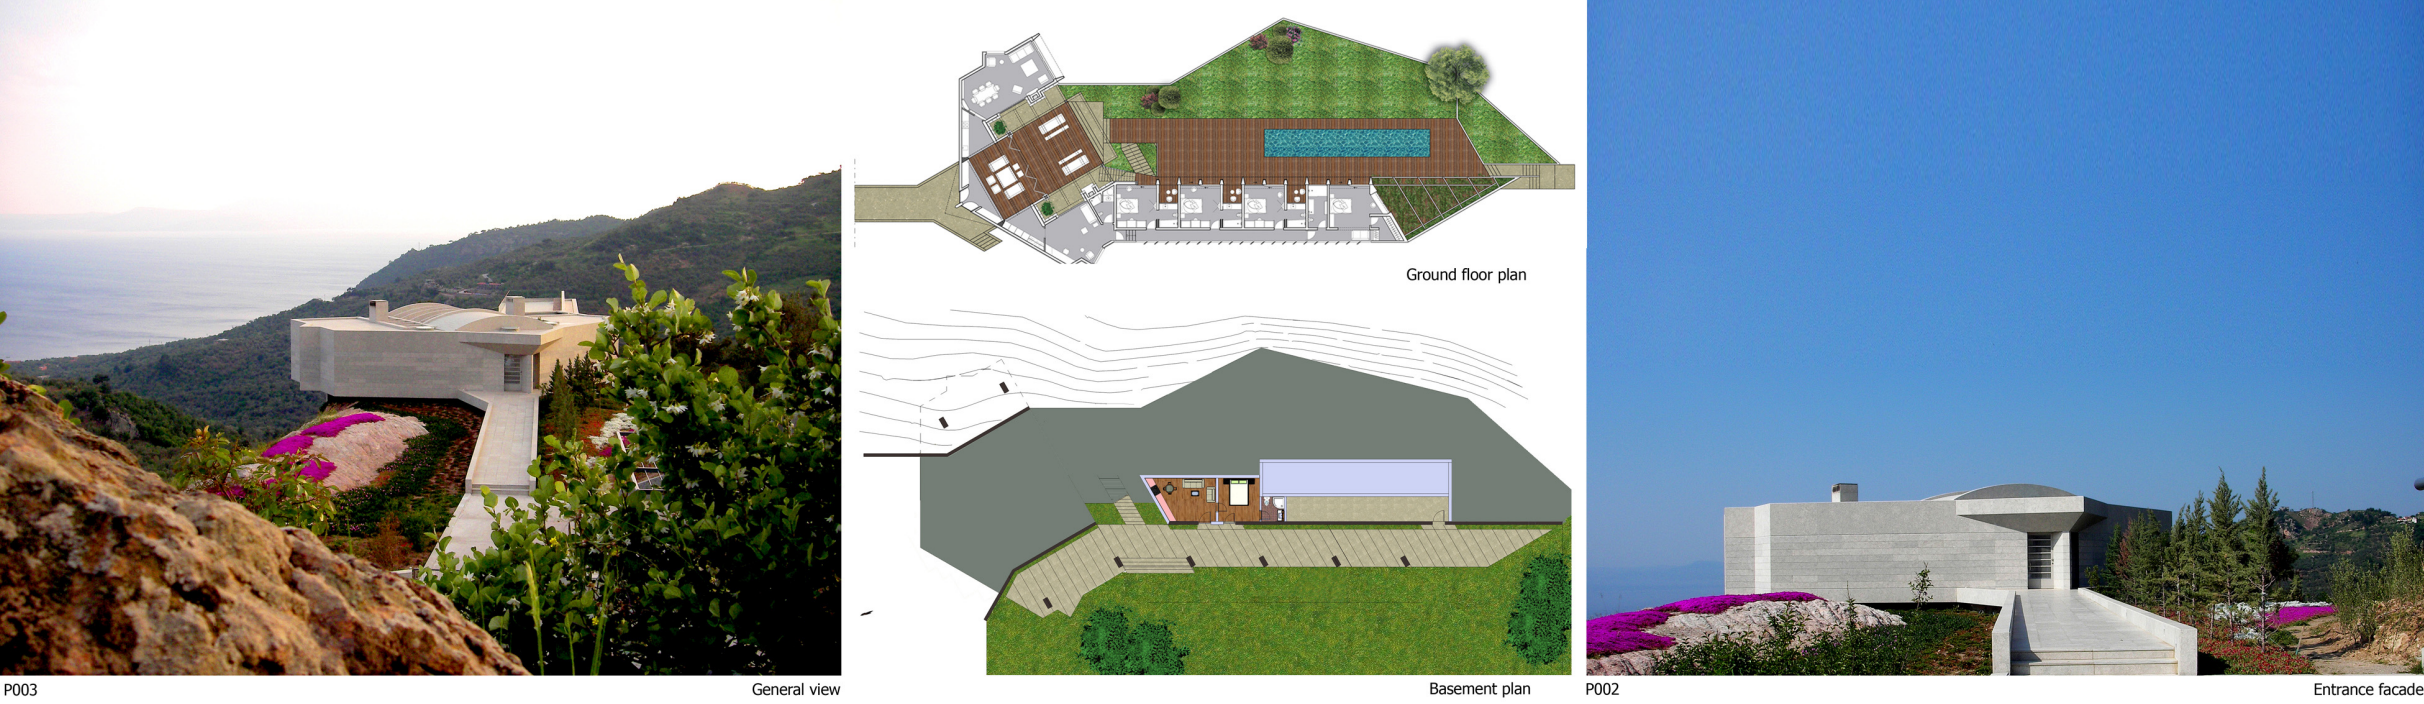 Ground floor plan
P003
General view
Basement plan
P002
Entrance facade